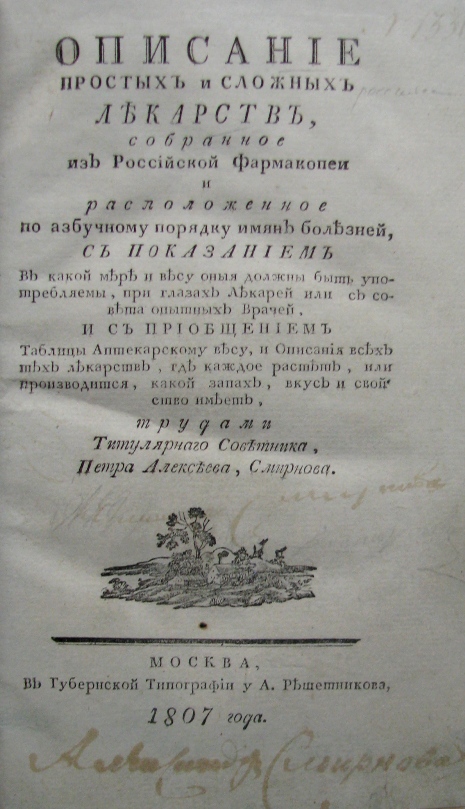 ОПИСАНІЕ
ПРОСТЫХЪ и СЛОЖНЫХЪ
ЛѢКАРСТВЪ,
собранное
изъ Россійской Фармакопеи
и
расположенное
по азбучному порядку имянъ болѣзней,
СЪ ПОКАЗАНІЕМЪ
Въ какой мѣрѣ и вѣсу оныя должны быть упо-
требляемы, при глазахъ Лѣкарей или съ со-
вѣта опытныхъ Врачей.
И СЪ ПРІОБЩЕНІЕМЪ
Таблицы Аптекарскому вѣсу, и Описанія всѣхъ
тѣхъ лѣкарствъ, гдѣ каждое растѣтъ, или
производится, какой запахъ, вкусъ и свой
ство имѣетъ,
трудами
Титулярнаго Совѣтника,
Петра Алексѣева, Смирнова.
МОСКВА,
Въ Губернской Типографіи у А. Рѣшетникова,
1807 года.
Александр Смирнова